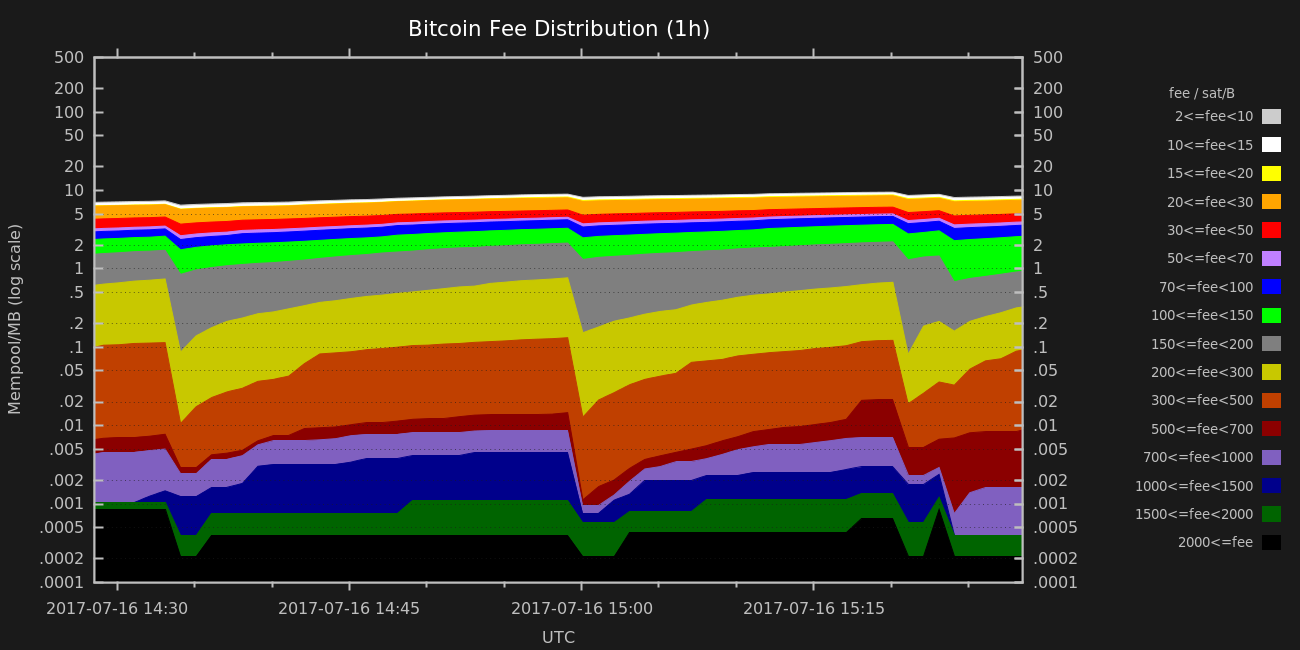 Bitcoin Fee Distribution (1h)
500
200
100
50
20
10
5
2
1
.5
.2
.1
.05
.02
.01
.005
.002
.001
.0005
.0002
.0001
Mempool/MB (log scale)
500
200
100
50
20
10
5
2
1
.5
.2
.1
.05
.02
.01
.005
.002
.001
.0005
.0002
.0001
2017-07-16 14:30 2017-07-16 14:45 2017-07-16 15:00 2017-07-16 15:15
UTC
fee / sat/B
2<=fee<10
10<=fee<15
15<=fee<20
20<=fee<30
30<=fee<50
50<=fee<70
70<=fee<100
100<=fee<150
150<=fee<200
200<=fee<300
300<=fee<500
500<=fee<700
700<=fee<1000
1000<=fee<1500
1500<=fee<2000
2000<=fee